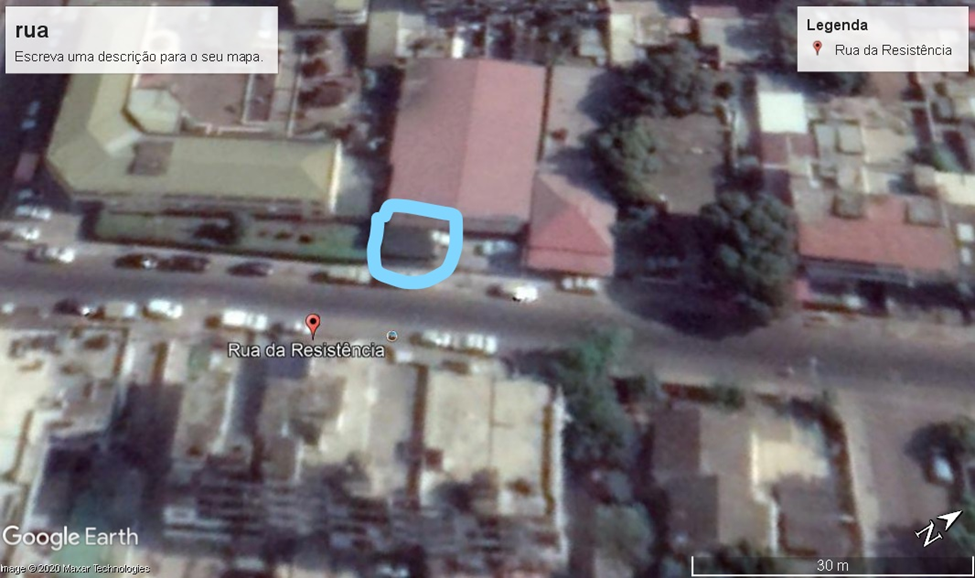 rua
Escreva uma descrição para o seu mapa.
Legenda
Rua da Resistência
Rua da Resistência
Google Earth
Image © 2020 Maxar Technologies
N
30 m